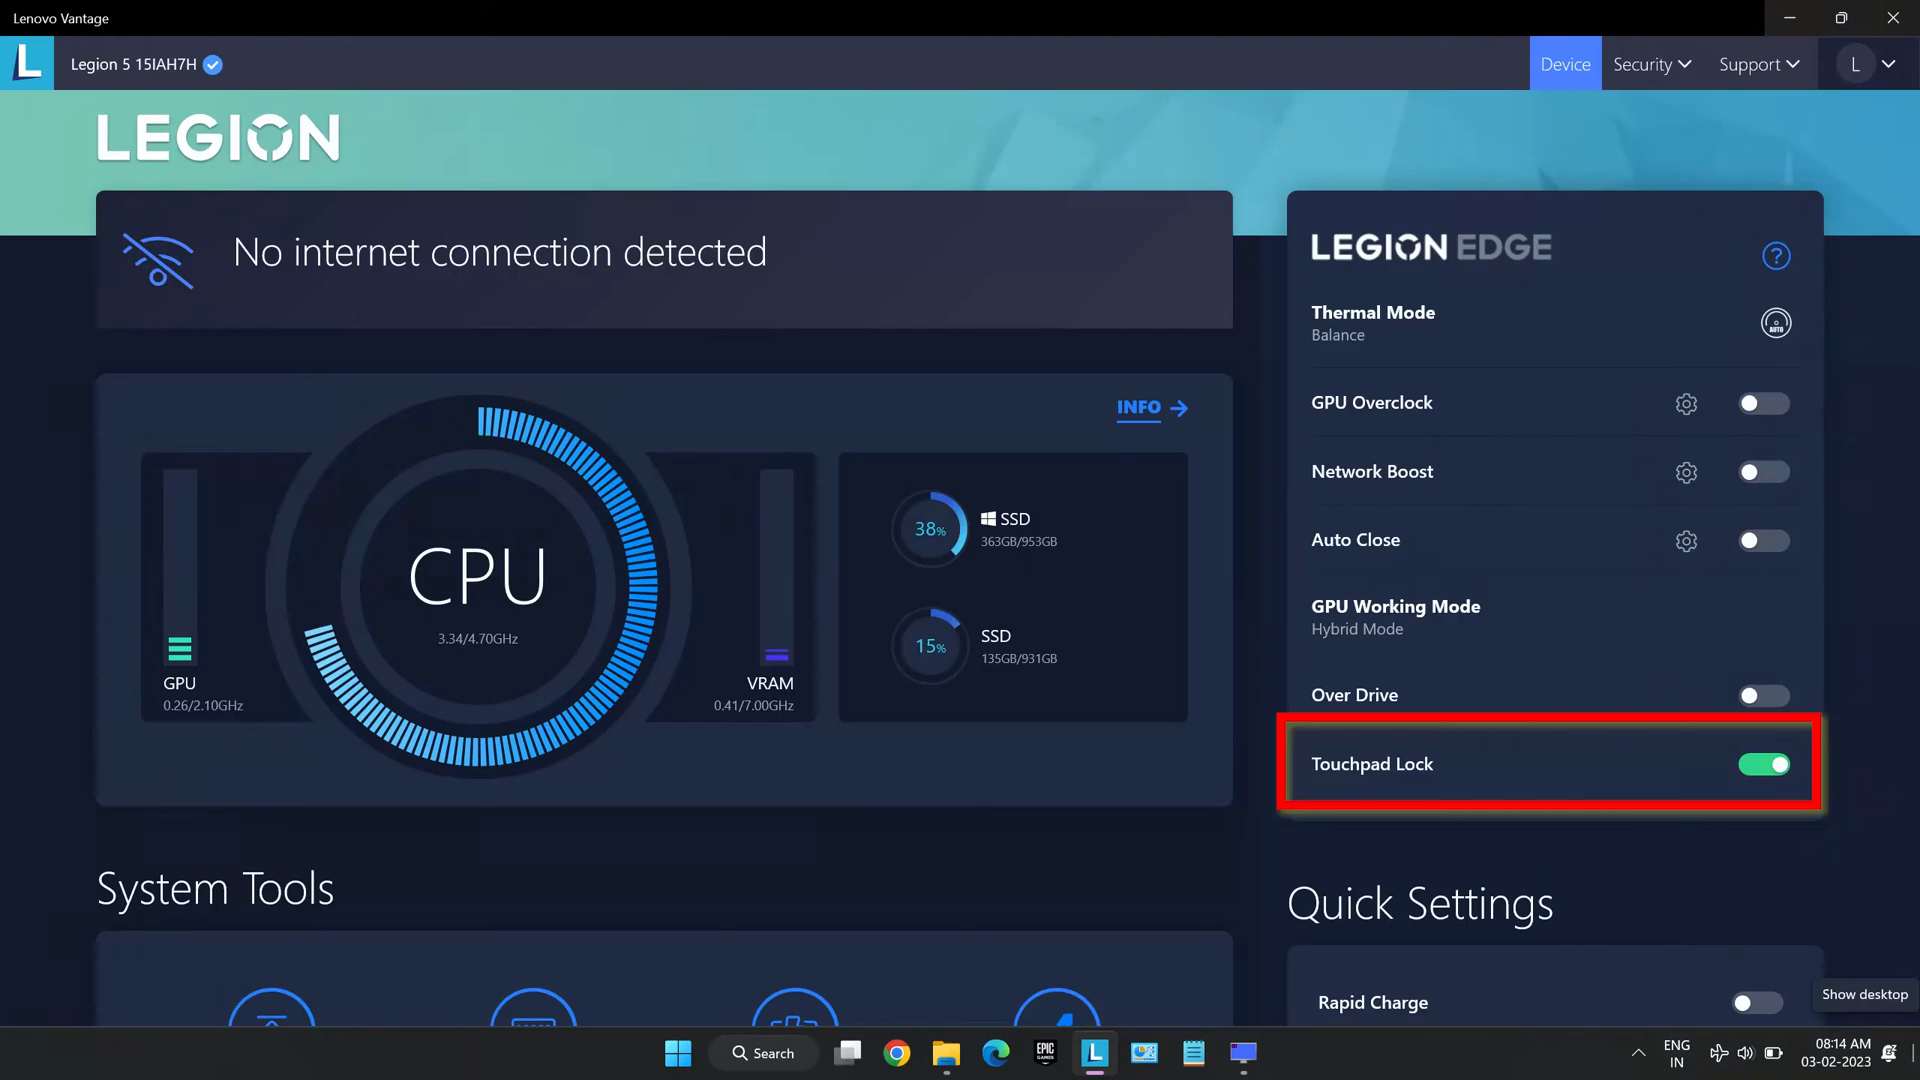 Lenovo Vantage
L
Legion 5 15IAH7H
Device
Security
Support
L
LEGION
No internet connection detected
INFO
CPU
3.34/4.70GHz
GPU
0.26/2.10GHz
VRAM
0.41/7.00GHz
38%
SSD
363GB/953GB
15%
SSD
135GB/931GB
LEGION EDGE
?
Thermal Mode
Balance
AUTO
GPU Overclock
Network Boost
Auto Close
GPU Working Mode
Hybrid Mode
Over Drive
Touchpad Lock
System Tools
Quick Settings
Rapid Charge
Show desktop
Search
EPIC
GAMES
L
ENG
IN
08:14 AM
03-02-2023